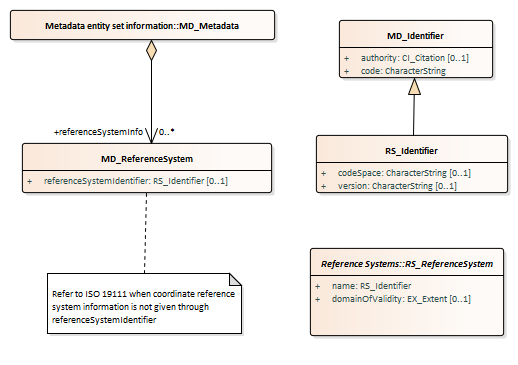 Metadata entity set information::MD_Metadata
+referenceSystemInfo 0..*
MD_ReferenceSystem
+ referenceSystemIdentifier: RS_Identifier [0..1]
Refer to ISO 19111 when coordinate reference
system information is not given through
referenceSystemIdentifier
MD_Identifier
+ authority: CI_Citation [0..1]
+ code: CharacterString
RS_Identifier
+ codeSpace: CharacterString [0..1]
+ version: CharacterString [0..1]
Reference Systems::RS_ReferenceSystem
+ name: RS_Identifier
+ domainOfValidity: EX_Extent [0..1]